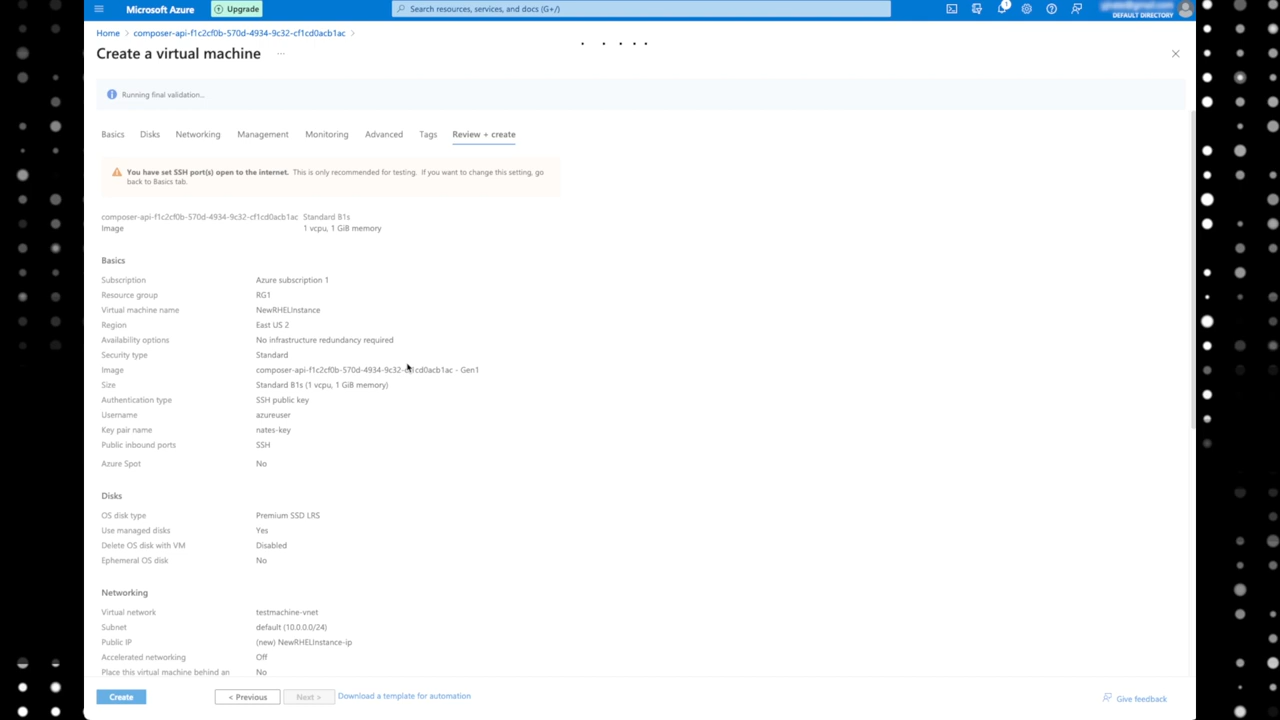 Microsoft Azure
Upgrade
Search resources, services, and docs (G+/)
1
DEFAULT DIRECTORY
Home > composer-api-f1c2cf0b-570d-4934-9c32-cf1cd0acb1ac >
Create a virtual machine ...
Running final validation...
Basics Disks Networking Management Monitoring Advanced Tags Review + create
You have set SSH port(s) open to the internet. This is only recommended for testing. If you want to change this setting, go
back to Basics tab.
composer-api-f1c2cf0b-570d-4934-9c32-cf1cd0acb1ac Standard B1s
Image 1 vcpu, 1 GiB memory
Basics
Subscription Azure subscription 1
Resource group RG1
Virtual machine name NewRHELInstance
Region East US 2
Availability options No infrastructure redundancy required
Security type Standard
Image composer-api-f1c2cf0b-570d-4934-9c32-cf1cd0acb1ac - Gen1
Size Standard B1s (1 vcpu, 1 GiB memory)
Authentication type SSH public key
Username azureuser
Key pair name nates-key
Public inbound ports SSH
Azure Spot No
Disks
OS disk type Premium SSD LRS
Use managed disks Yes
Delete OS disk with VM Disabled
Ephemeral OS disk No
Networking
Virtual network testmachine-vnet
Subnet default (10.0.0.0/24)
Public IP (new) NewRHELInstance-ip
Accelerated networking Off
Place this virtual machine behind an No
Create < Previous Next > Download a template for automation Give feedback